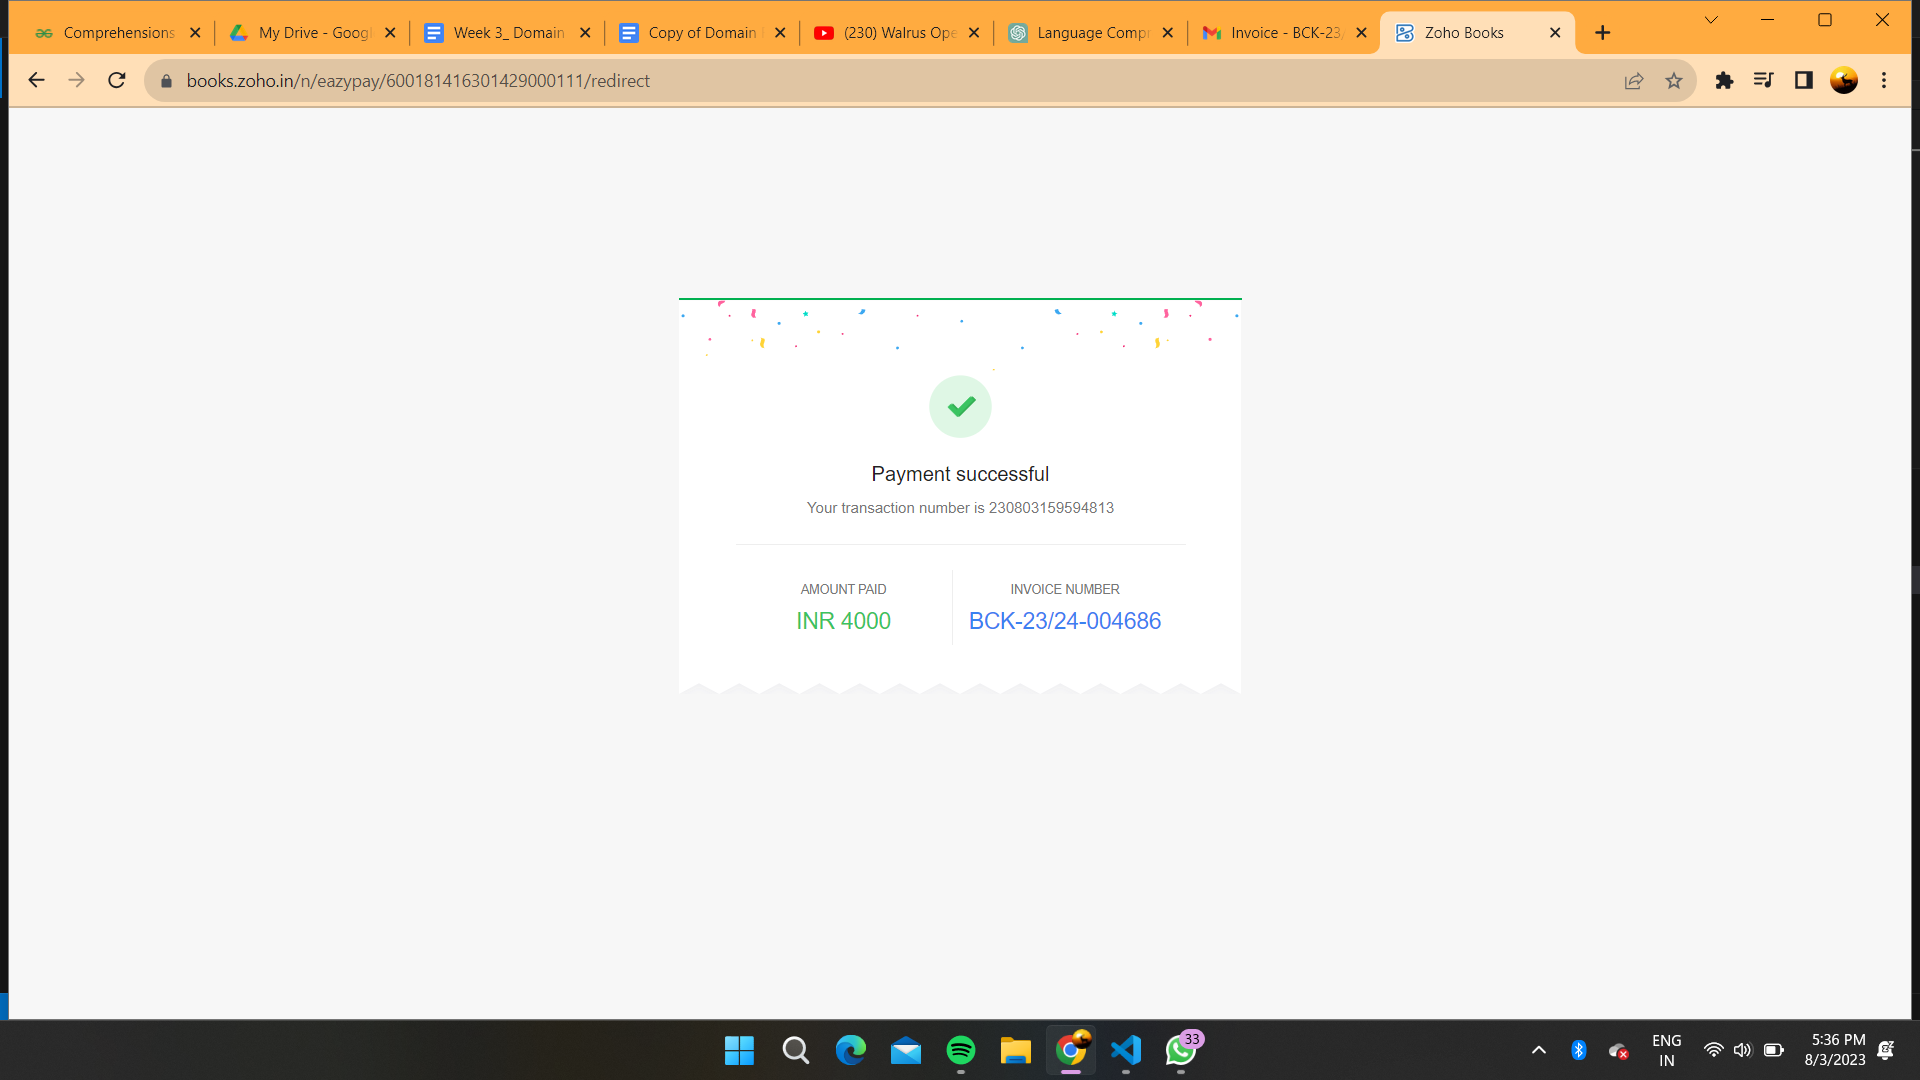 Comprehensions
My Drive - Goog
Week 3_ Domain
Copy of Domain
(230) Walrus Ope
Language Comp
Invoice - BCK-23
Zoho Books
books.zoho.in/n/eazypay/600181416301429000111/redirect
Payment successful
Your transaction number is 230803159594813
AMOUNT PAID
INR 4000
INVOICE NUMBER
BCK-23/24-004686
33
ENG
IN
5:36 PM
8/3/2023